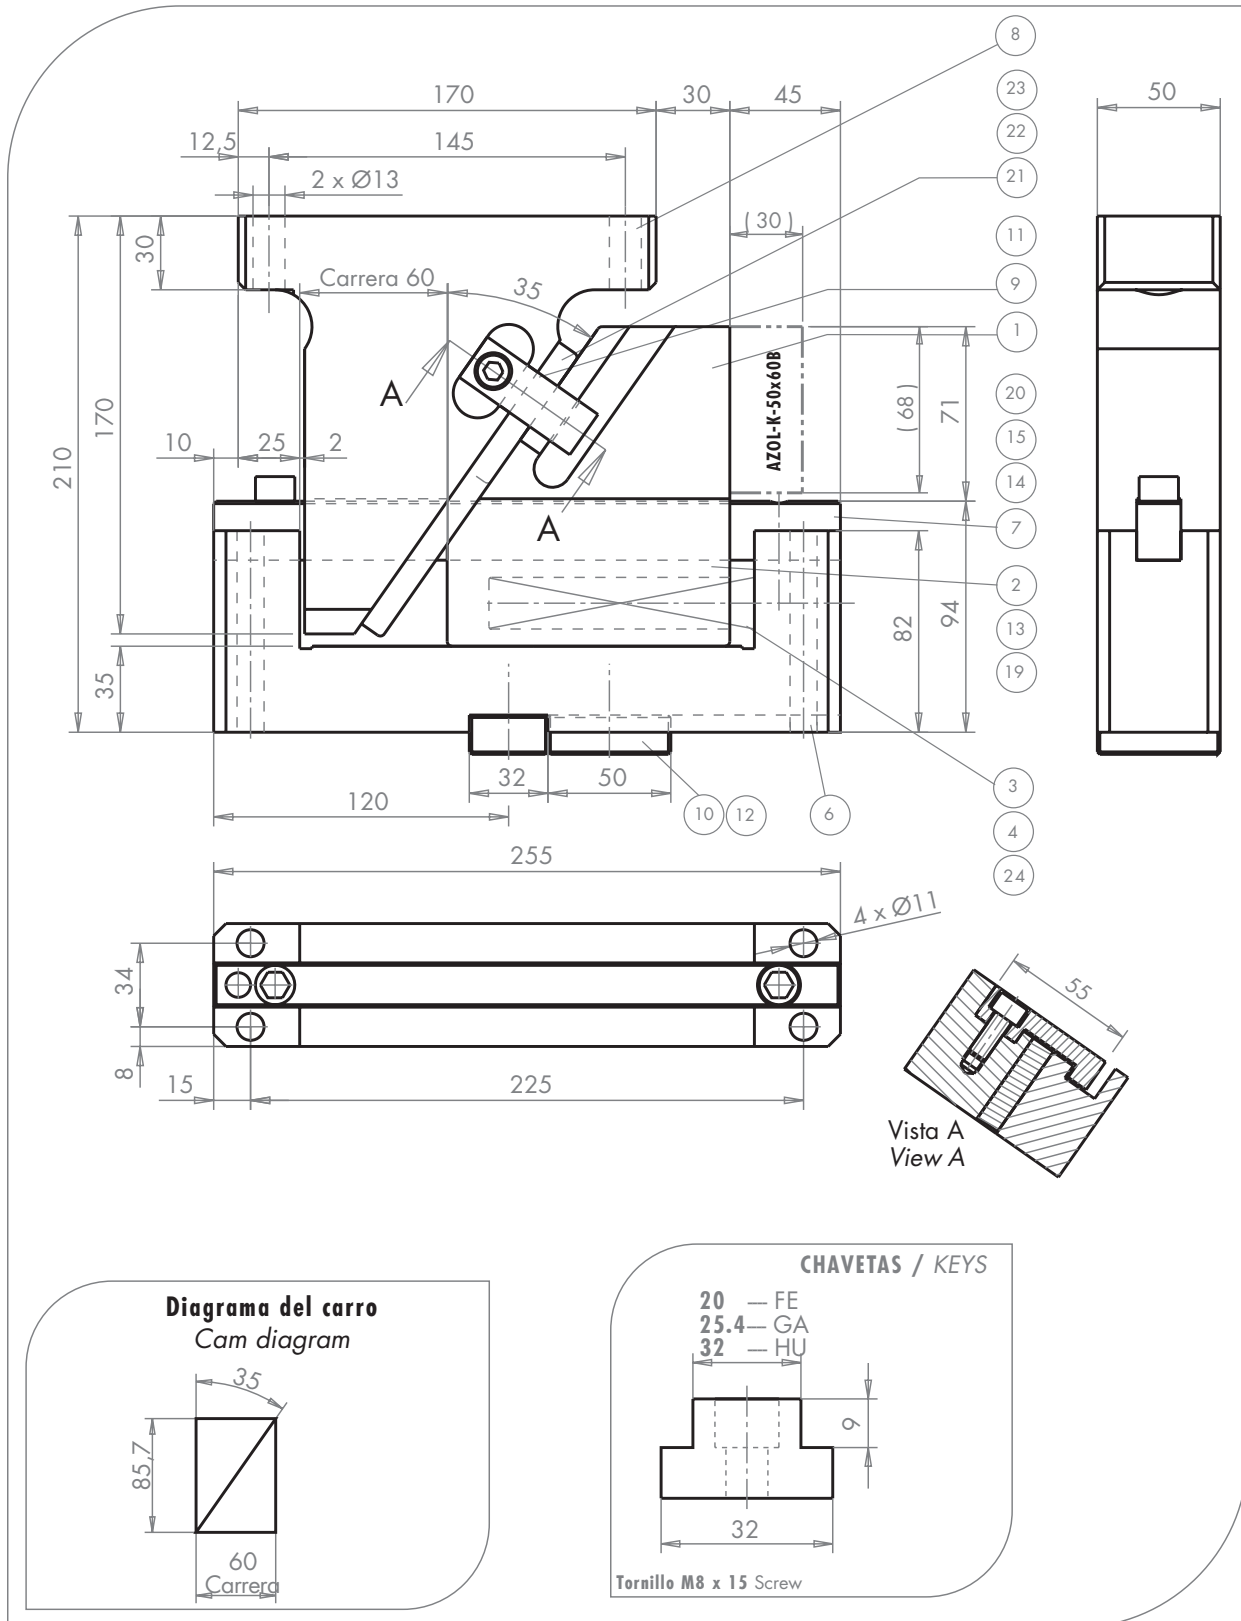 8
170
30
45
50
23
12,5
145
22
2 x Ø13
21
( 30 )
11
30
Carrera 60
35
9
1
A
( 68 )
71
20
AZOL-K-50x60B
170
10
25
2
15
210
14
A
7
2
82
94
13
35
19
32
50
3
120
10
12
6
4
255
24
4 x Ø11
34
55
8
15
225
Vista A
View A
CHAVETAS / KEYS
20 — FE
25.4 — GA
32 — HU
9
32
Tornillo M8 x 15 Screw
Diagrama del carro
Cam diagram
35
85,7
60
Carrera